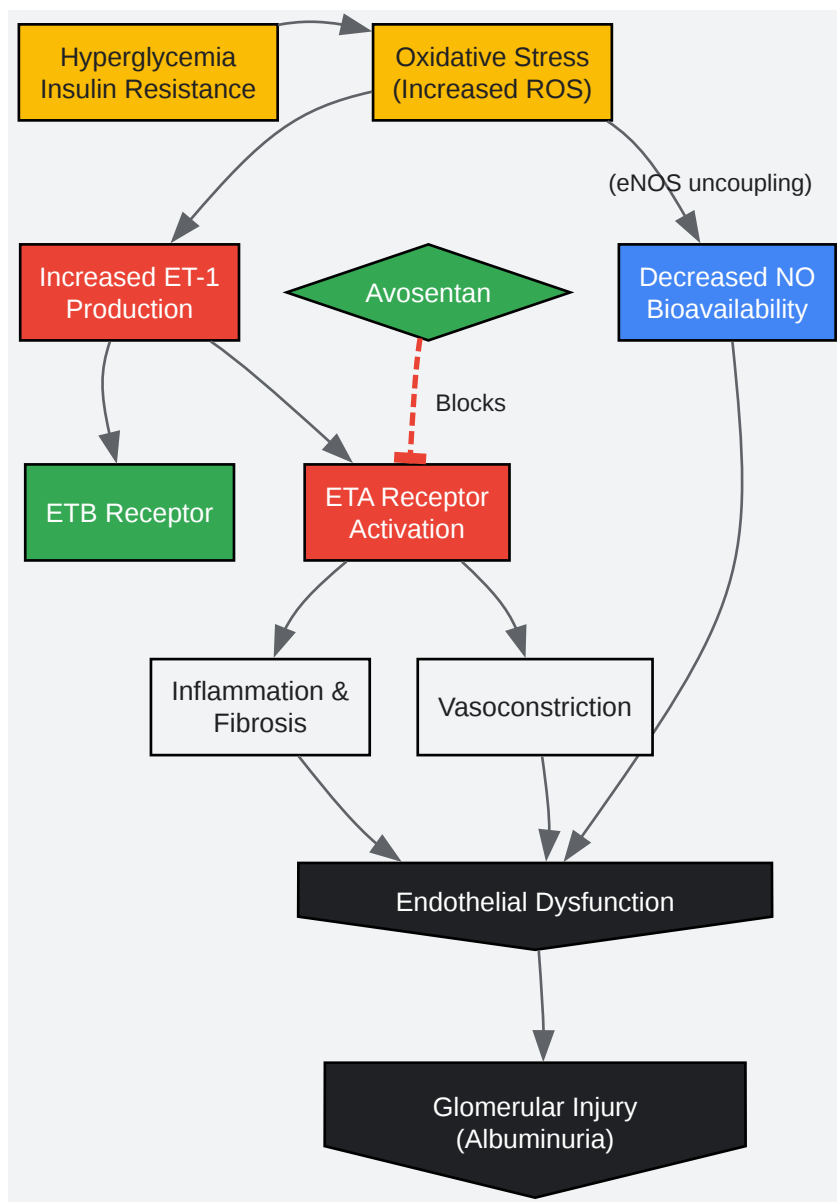 Hyperglycemia
Insulin Resistance
Oxidative Stress
(Increased ROS)
(eNOS uncoupling)
Increased ET-1
Production
Avosentan
Decreased NO
Bioavailability
Blocks
ETB Receptor
ETA Receptor
Activation
Inflammation &
Fibrosis
Vasoconstriction
Endothelial Dysfunction
Glomerular Injury
(Albuminuria)